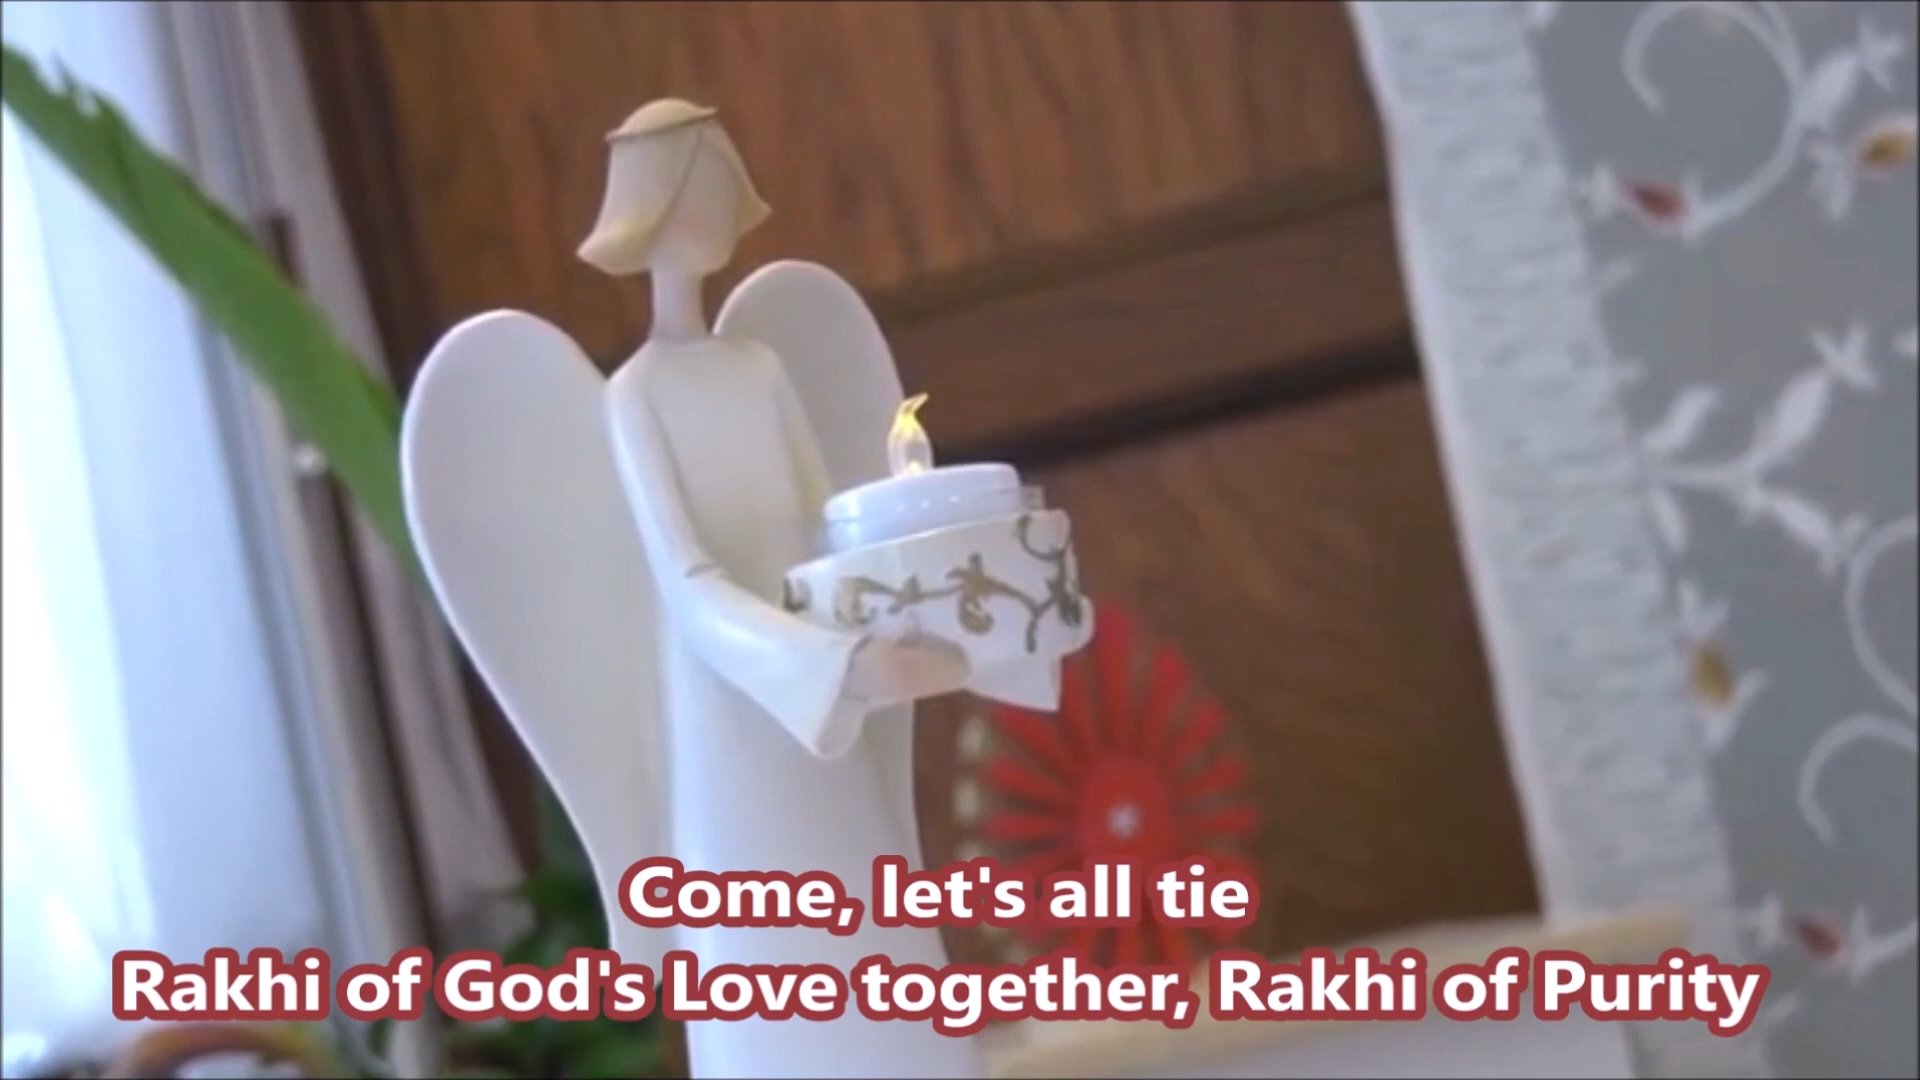 Come, let's all tie
Rakhi of God's Love together, Rakhi of Purity